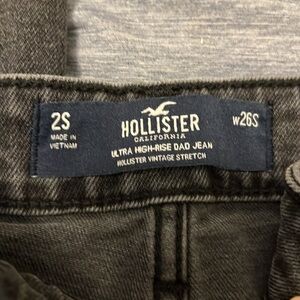 2S
MADE IN
VIETNAM
HOLLISTER
CALIFORNIA
ULTRA HIGH-RISE DAD JEAN
HOLLISTER VINTAGE STRETCH
W26S